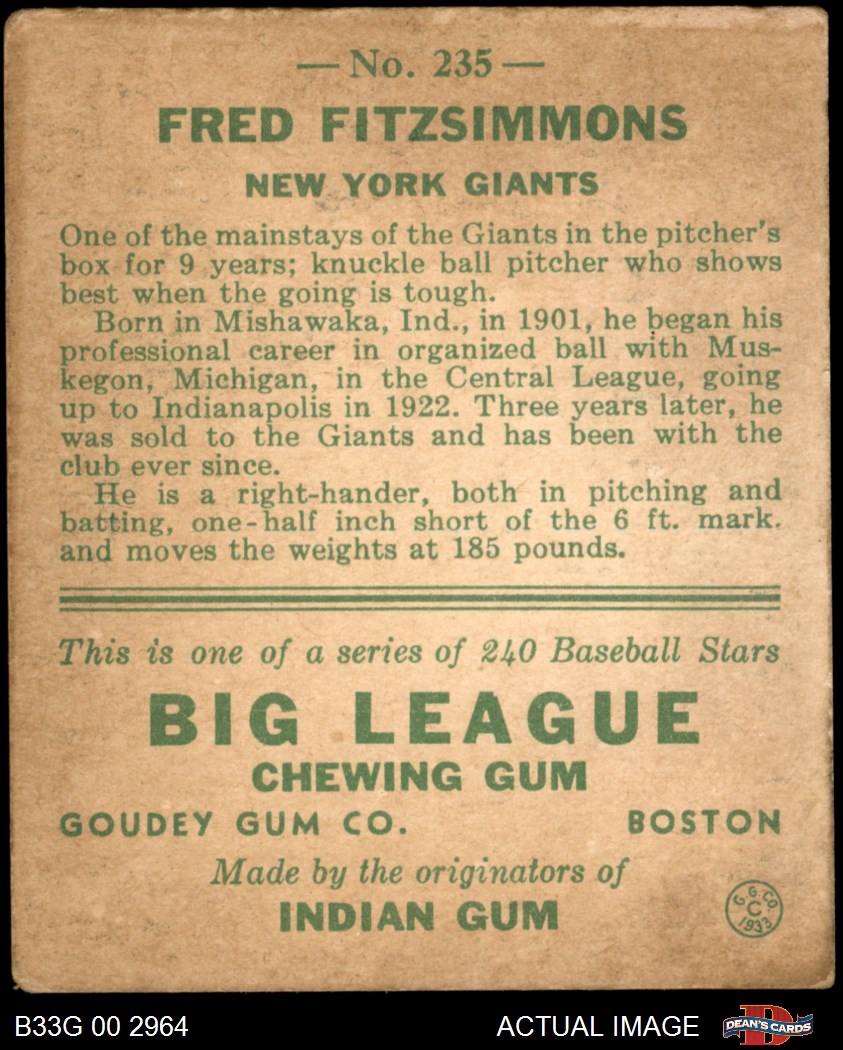 — No. 235 —
FRED FITZSIMMONS
NEW YORK GIANTS
One of the mainstays of the Giants in the pitcher's
box for 9 years; knuckle ball pitcher who shows
best when the going is tough.
Born in Mishawaka, Ind., in 1901, he began his
professional career in organized ball with Mus-
kegon, Michigan, in the Central League, going
up to Indianapolis in 1922. Three years later, he
was sold to the Giants and has been with the
club ever since.
He is a right-hander, both in pitching and
batting, one-half inch short of the 6 ft. mark.
and moves the weights at 185 pounds.
This is one of a series of 240 Baseball Stars
BIG LEAGUE
CHEWING GUM
GOUDEY GUM CO. BOSTON
Made by the originators of
INDIAN GUM
G. G. CO.
C
1933
B33G 00 2964 ACTUAL IMAGE
D
DEAN'S CARDS